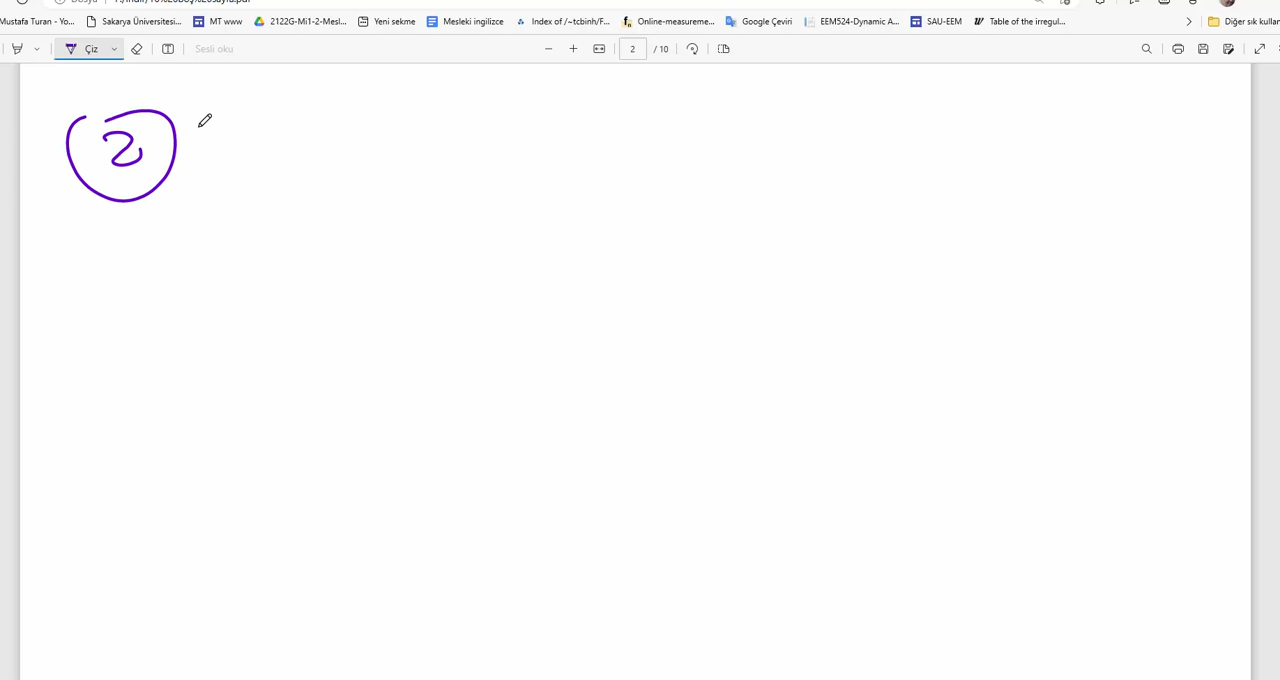 Mustafa Turan - Yo... Sakarya Üniversitesi... MT www 2122G-Mi1-2-Mesl... Yeni sekme Mesleki ingilizce Index of /~tcbinh/F... Online-measureme... Google Çeviri EEM524-Dynamic A... SAU-EEM Table of the irregul... Diğer sık kullan
Çiz Sesli oku 2 / 10
2